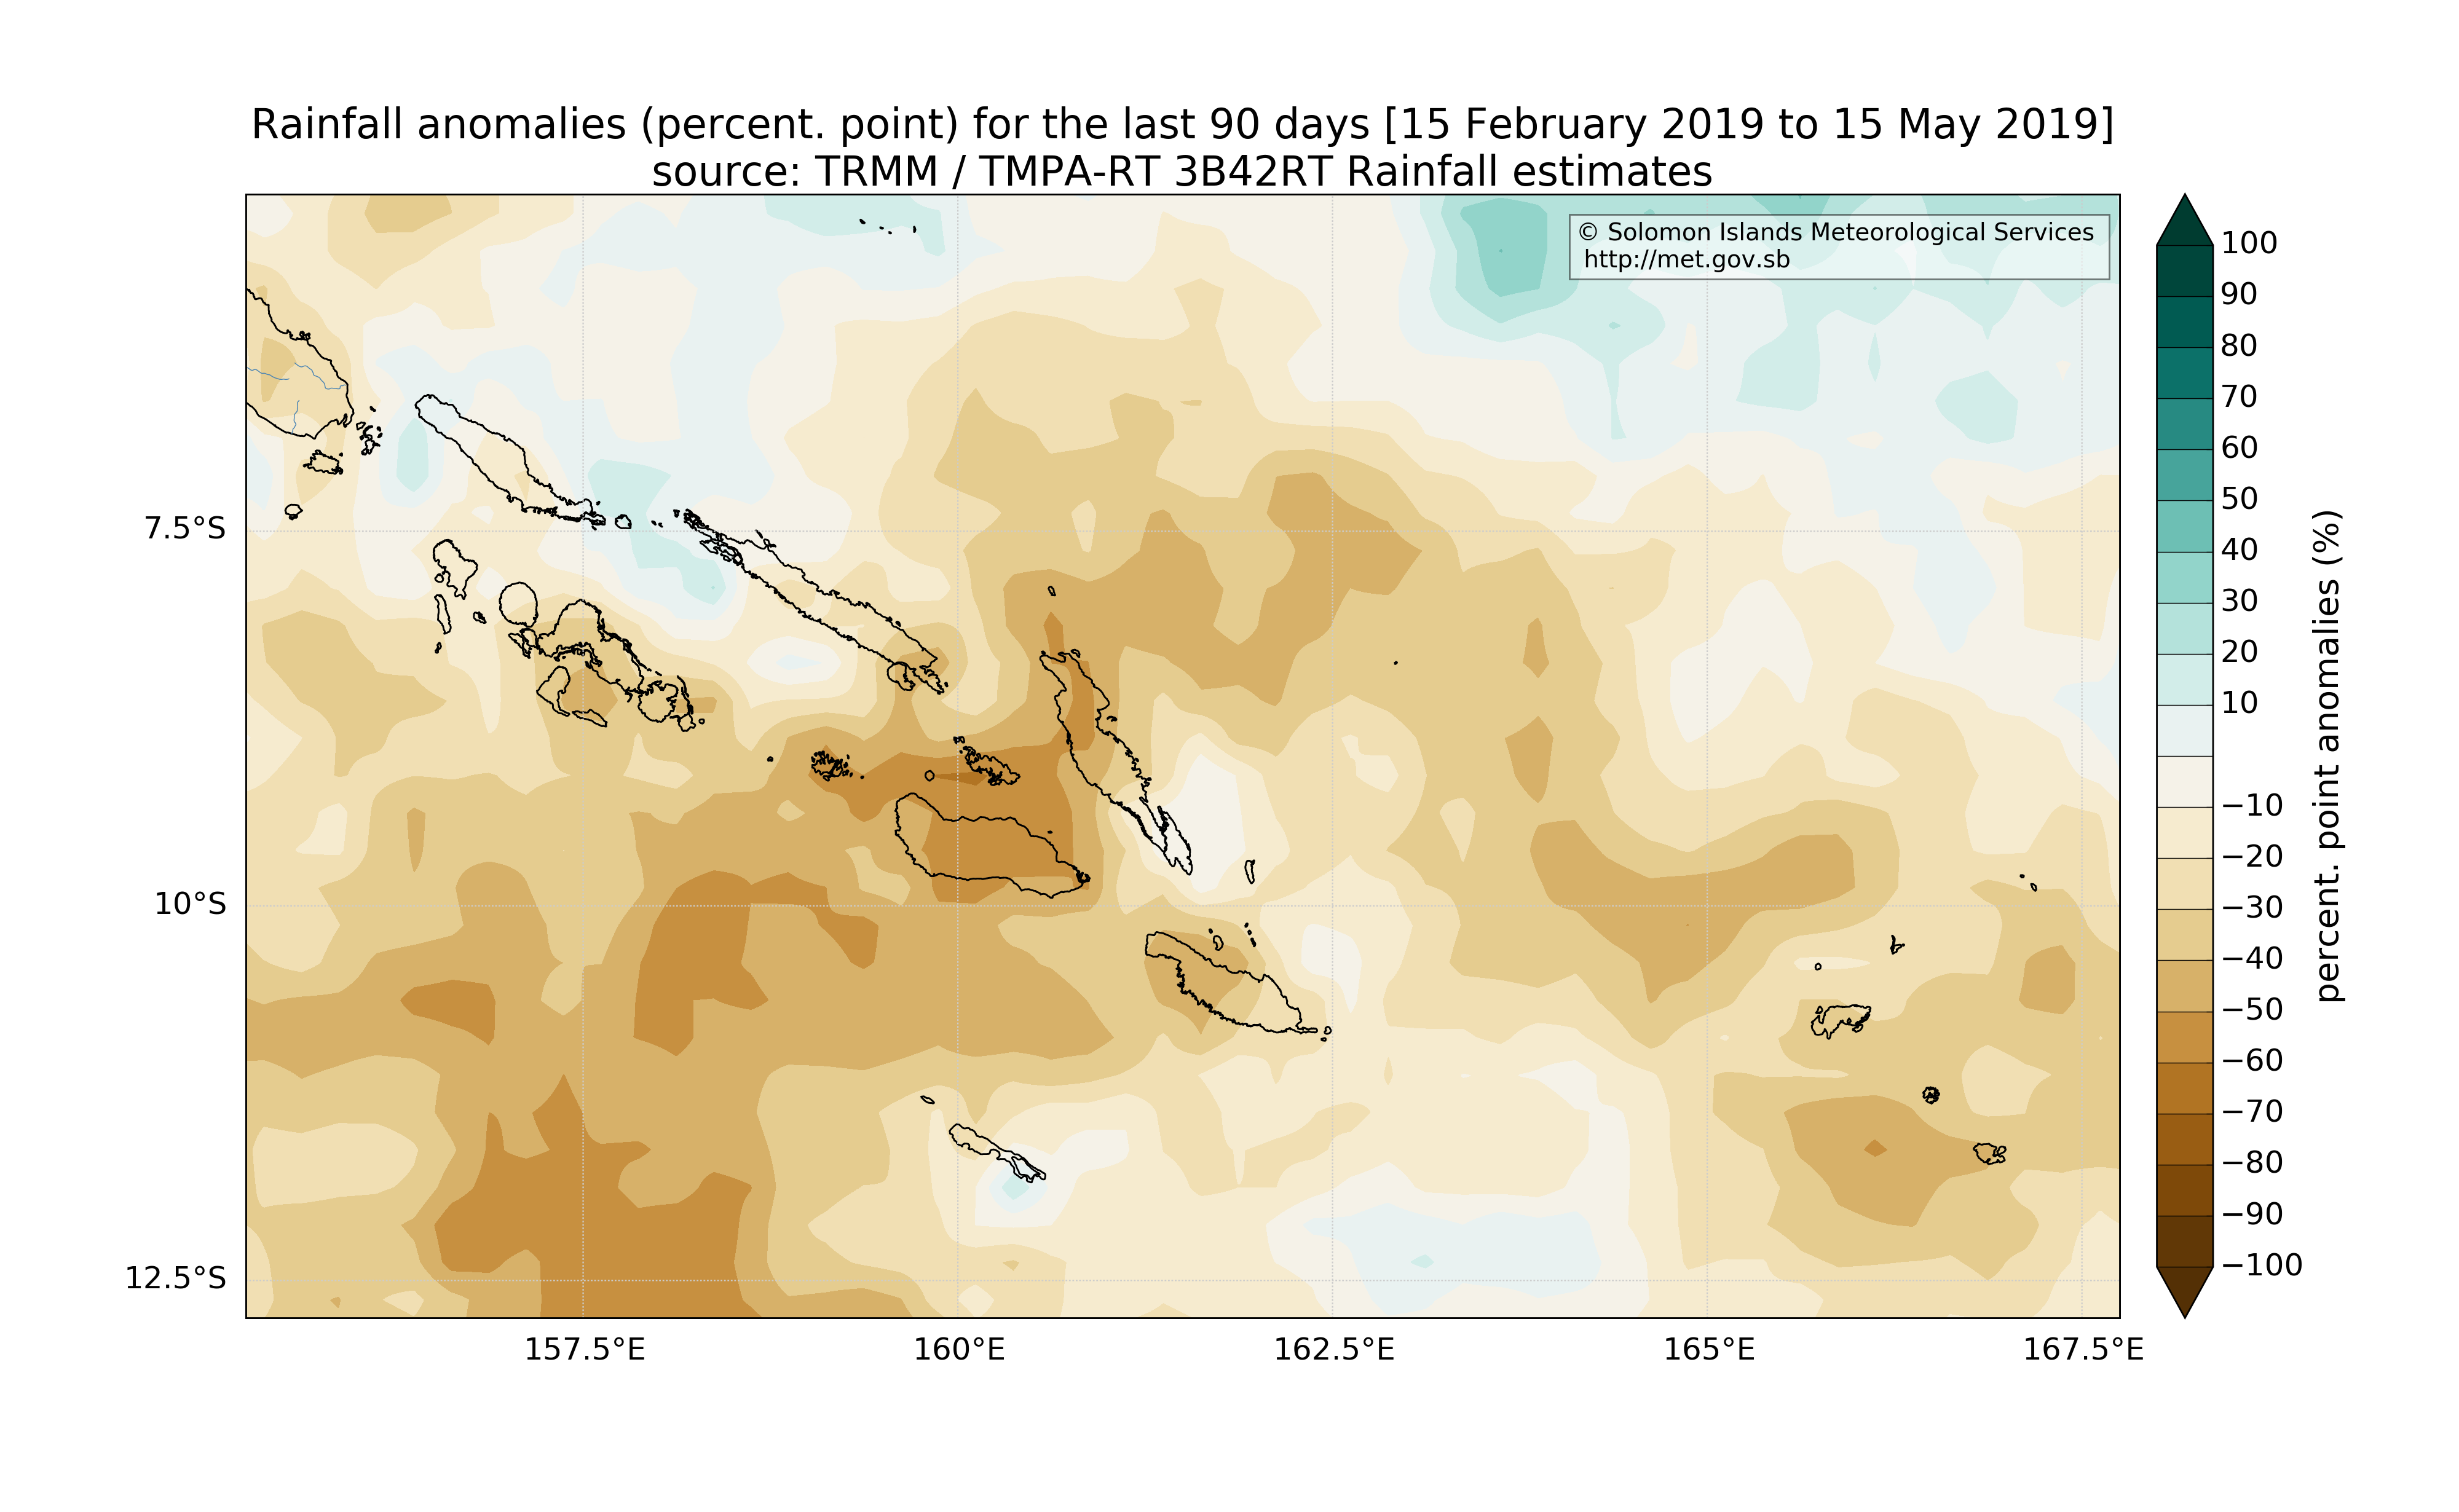 Rainfall anomalies (percent. point) for the last 90 days [15 February 2019 to 15 May 2019]
source: TRMM / TMPA-RT 3B42RT Rainfall estimates
© Solomon Islands Meteorological Services
http://met.gov.sb
7.5°S
10°S
12.5°S
157.5°E
160°E
162.5°E
165°E
167.5°E
100
90
80
70
60
50
40
30
20
10
−10
−20
−30
−40
−50
−60
−70
−80
−90
−100
percent. point anomalies (%)